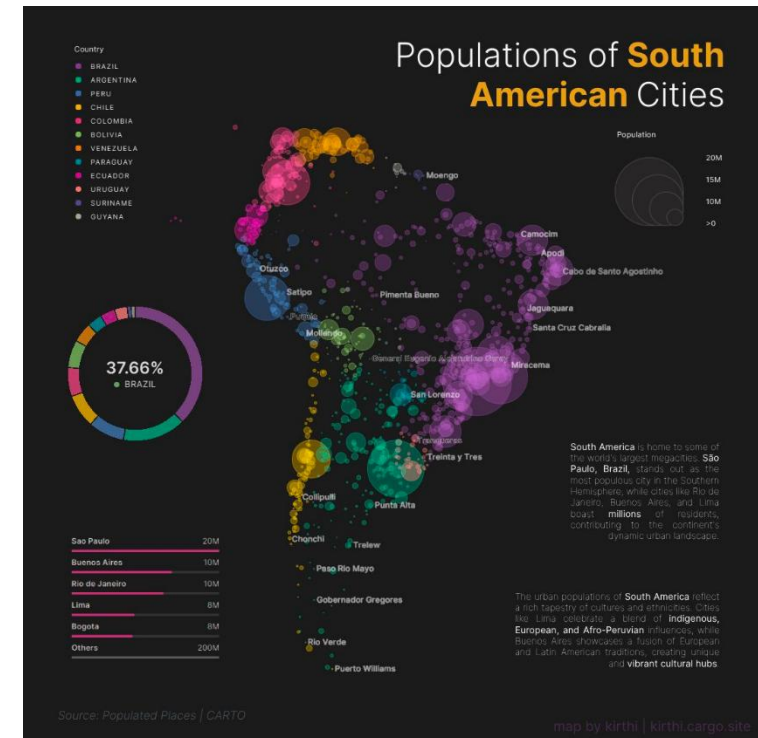 Populations of South
American Cities
Country
BRAZIL
ARGENTINA
PERU
CHILE
COLOMBIA
BOLIVIA
VENEZUELA
PARAGUAY
ECUADOR
URUGUAY
SURINAME
GUYANA
Population
20M
15M
10M
>0
Moengo
Camocim
Apodi
Cabo de Santo Agostinho
Otuzco
Satipo
Pimenta Bueno
Jaguaquara
Santa Cruz Cabralia
Mollendo
Miracema
San Lorenzo
37.66%
BRAZIL
Treinta y Tres
Collipulli
Punta Alta
Chonchi
Trelew
Paso Rio Mayo
Gobernador Gregores
Rio Verde
Puerto Williams
South America is home to some of
the world's largest megacities. São
Paulo, Brazil, stands out as the
most populous city in the Southern
Hemisphere, while cities like Rio de
Janeiro, Buenos Aires, and Lima
boast millions of residents,
contributing to the continent's
dynamic urban landscape.
Sao Paulo 20M
Buenos Aires 10M
Rio de Janeiro 10M
Lima 8M
Bogota 8M
Others 200M
The urban populations of South America reflect
a rich tapestry of cultures and ethnicities. Cities
like Lima celebrate a blend of indigenous,
European, and Afro-Peruvian influences, while
Buenos Aires showcases a fusion of European
and Latin American traditions, creating unique
and vibrant cultural hubs.
Source: Populated Places | CARTO
map by kirthi | kirthi.cargo.site